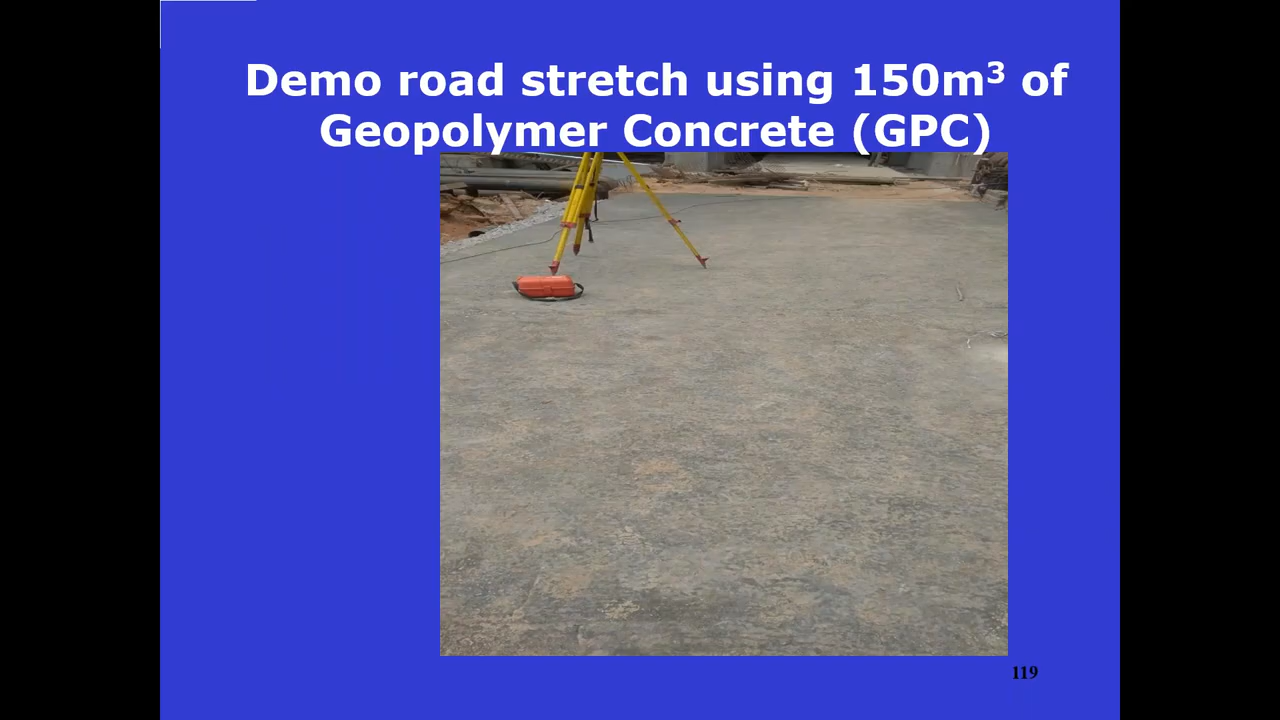 Demo road stretch using 150m³ of
Geopolymer Concrete (GPC)
119